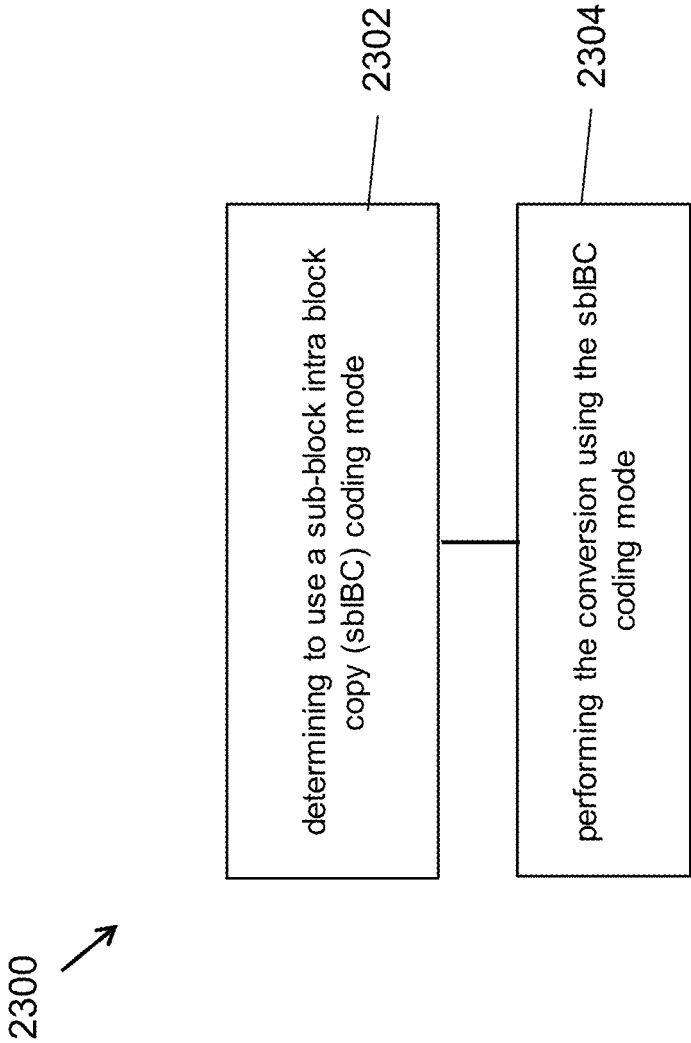 2300
determining to use a sub-block intra block
copy (sbIBC) coding mode
2302
performing the conversion using the sbIBC
coding mode
2304